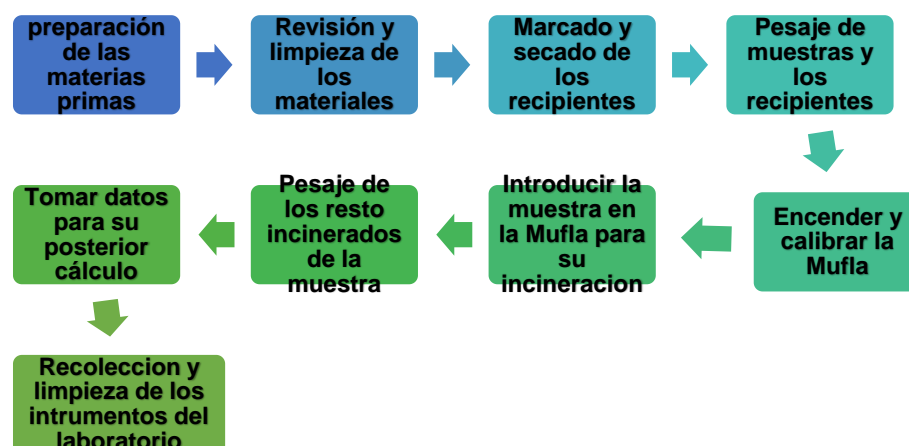 preparación
de las
materias
primas
Revisión y
limpieza de
los
materiales
Marcado y
secado de
los
recipientes
Pesaje de
muestras y
los
recipientes
Encender y
calibrar la
Mufla
Introducir la
muestra en
la Mufla para
su
incineracion
Pesaje de
los resto
incinerados
de la
muestra
Tomar datos
para su
posterior
cálculo
Recoleccion y
limpieza de los
intrumentos del
laboratorio